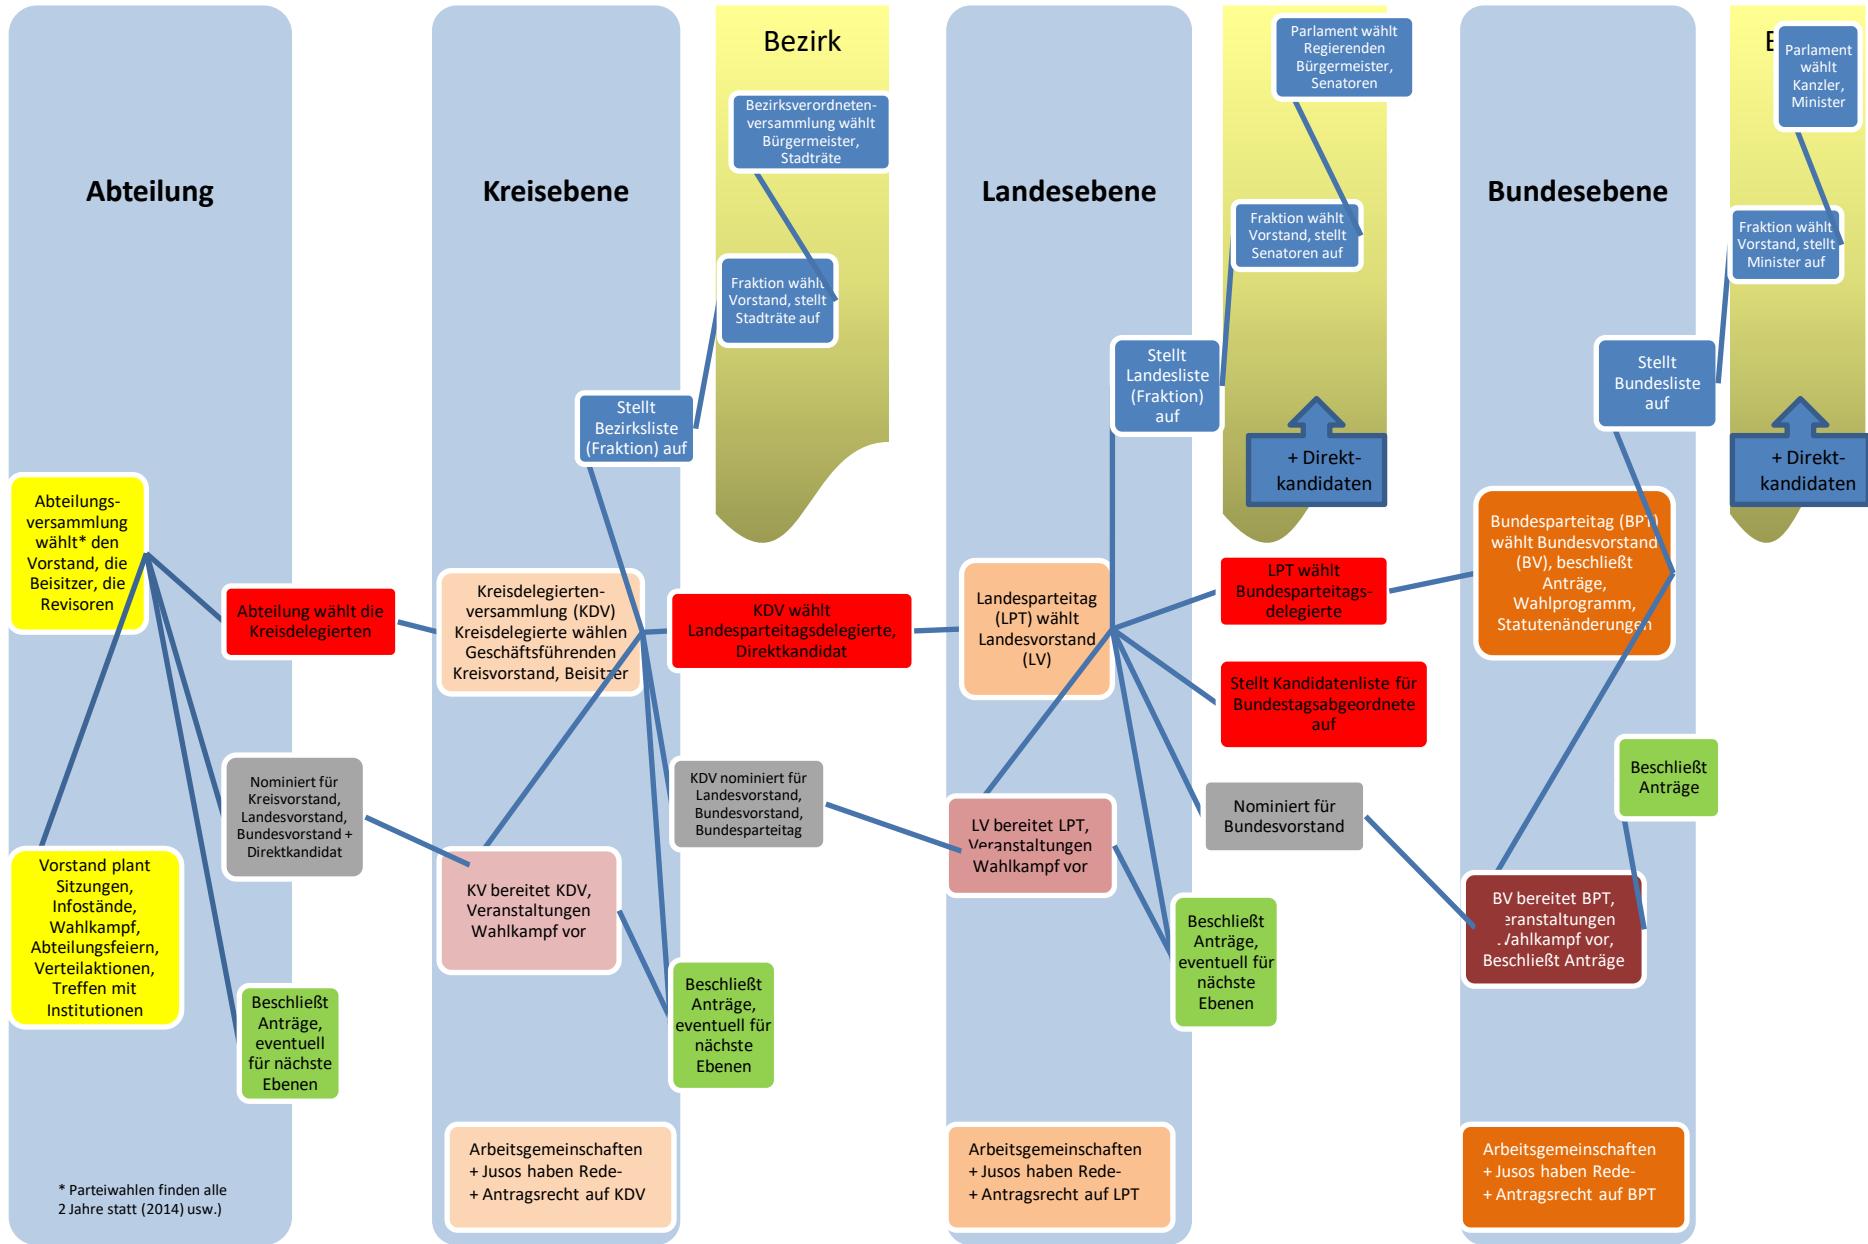 Abteilung
Abteilungs-
versammlung
wählt* den
Vorstand, die
Beisitzer, die
Revisoren
Abteilung wählt die
Kreisdelegierten
Nominiert für
Kreisvorstand,
Landesvorstand,
Bundesvorstand +
Direktkandidat
Vorstand plant
Sitzungen,
Infostände,
Wahlkampf,
Abteilungsfeiern,
Verteilaktionen,
Treffen mit
Institutionen
Beschließt
Anträge,
eventuell
für nächste
Ebenen
* Parteiwahlen finden alle
2 Jahre statt (2014) usw.)
Kreisebene
Bezirk
Bezirksverordneten-
versammlung wählt
Bürgermeister,
Stadträte
Fraktion wählt
Vorstand, stellt
Stadträte auf
Stellt
Bezirksliste
(Fraktion) auf
Kreisdelegierten-
versammlung (KDV)
Kreisdelegierte wählen
Geschäftsführenden
Kreisvorstand, Beisitzer
KDV wählt
Landesparteitagsdelegierte,
Direktkandidat
KDV nominiert für
Landesvorstand,
Bundesvorstand,
Bundesparteitag
KV bereitet KDV,
Veranstaltungen
Wahlkampf vor
Beschließt
Anträge,
eventuell für
nächste
Ebenen
Arbeitsgemeinschaften
+ Jusos haben Rede-
+ Antragsrecht auf KDV
Landesebene
Parlament wählt
Regierenden
Bürgermeister,
Senatoren
Fraktion wählt
Vorstand, stellt
Senatoren auf
Stellt
Landesliste
(Fraktion)
auf
+ Direkt-
kandidaten
Landesparteitag
(LPT) wählt
Landesvorstand
(LV)
LPT wählt
Bundesparteitags-
delegierte
Stellt Kandidatenliste für
Bundestagsabgeordnete
auf
Nominiert für
Bundesvorstand
LV bereitet LPT,
Veranstaltungen
Wahlkampf vor
Beschließt
Anträge,
eventuell für
nächste
Ebenen
Arbeitsgemeinschaften
+ Jusos haben Rede-
+ Antragsrecht auf LPT
Bundesebene
Parlament
wählt
Kanzler,
Minister
Fraktion wählt
Vorstand, stellt
Minister auf
Stellt
Bundesliste
auf
+ Direkt-
kandidaten
Bundesparteitag (BPT)
wählt Bundesvorstand
(BV), beschließt
Anträge,
Wahlprogramm,
Statutenänderungen
Beschließt
Anträge
BV bereitet BPT,
Veranstaltungen
Wahlkampf vor,
Beschließt Anträge
Arbeitsgemeinschaften
+ Jusos haben Rede-
+ Antragsrecht auf BPT